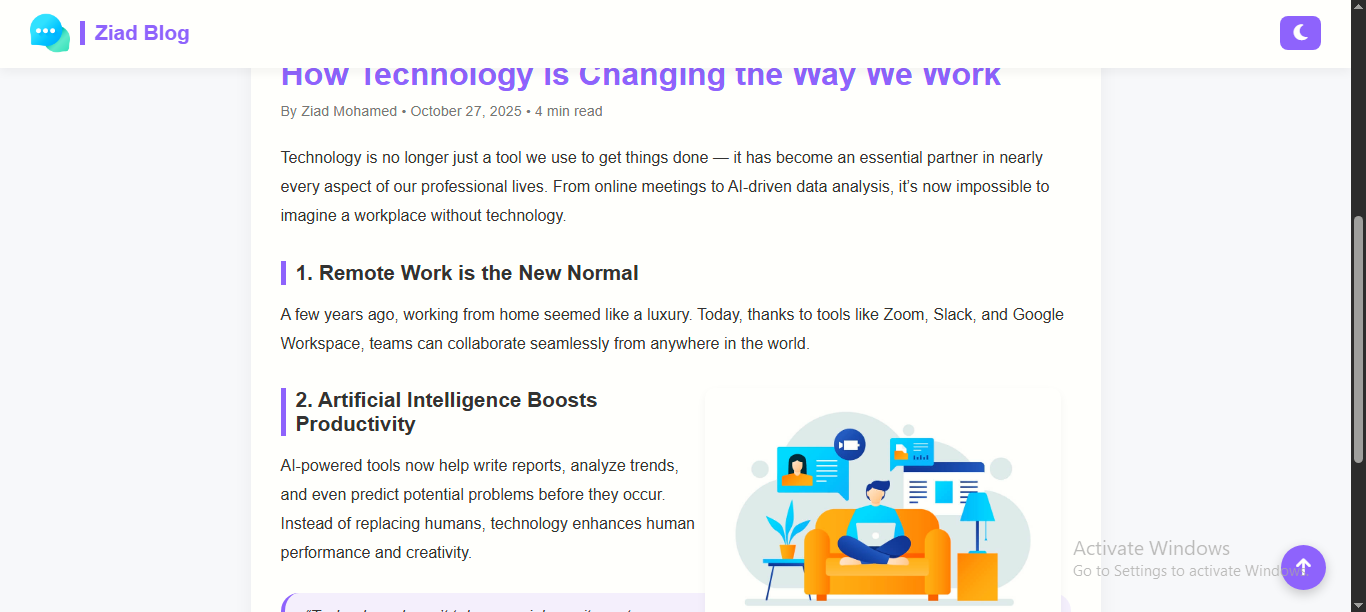 Ziad Blog
How Technology is Changing the Way We Work
By Ziad Mohamed • October 27, 2025 • 4 min read
Technology is no longer just a tool we use to get things done — it has become an essential partner in nearly
every aspect of our professional lives. From online meetings to AI-driven data analysis, it's now impossible to
imagine a workplace without technology.
1. Remote Work is the New Normal
A few years ago, working from home seemed like a luxury. Today, thanks to tools like Zoom, Slack, and Google
Workspace, teams can collaborate seamlessly from anywhere in the world.
2. Artificial Intelligence Boosts
Productivity
AI-powered tools now help write reports, analyze trends,
and even predict potential problems before they occur.
Instead of replacing humans, technology enhances human
performance and creativity.
Activate Windows
Go to Settings to activate Windows.